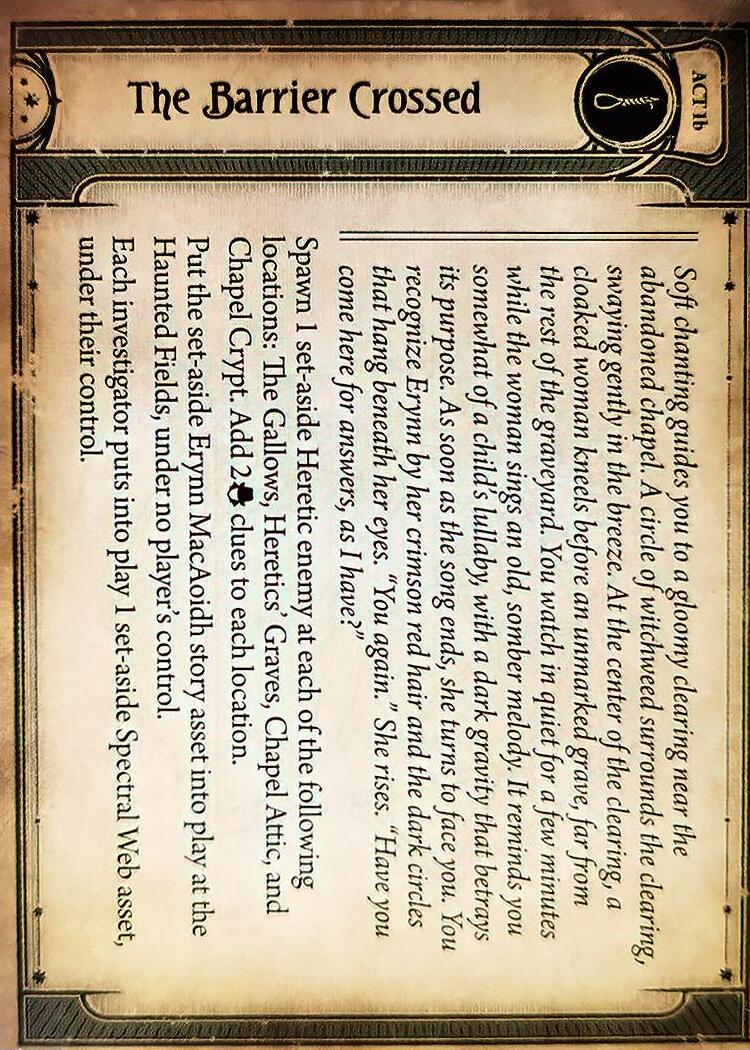 ACT 1b
The Barrier Crossed
Soft chanting guides you to a gloomy clearing near the
abandoned chapel. A circle of witchweed surrounds the clearing,
swaying gently in the breeze. At the center of the clearing, a
cloaked woman kneels before an unmarked grave, far from
the rest of the graveyard. You watch in quiet for a few minutes
while the woman sings an old, somber melody. It reminds you
somewhat of a child's lullaby, with a dark gravity that betrays
its purpose. As soon as the song ends, she turns to face you. You
recognize Erynn by her crimson red hair and the dark circles
that hang beneath her eyes. “You again.” She rises. “Have you
come here for answers, as I have?”
Spawn 1 set-aside Heretic enemy at each of the following
locations: The Gallows, Heretics’ Graves, Chapel Attic, and
Chapel Crypt. Add 2 clues to each location.
Put the set-aside Erynn MacAoidh story asset into play at the
Haunted Fields, under no player’s control.
Each investigator puts into play 1 set-aside Spectral Web asset,
under their control.